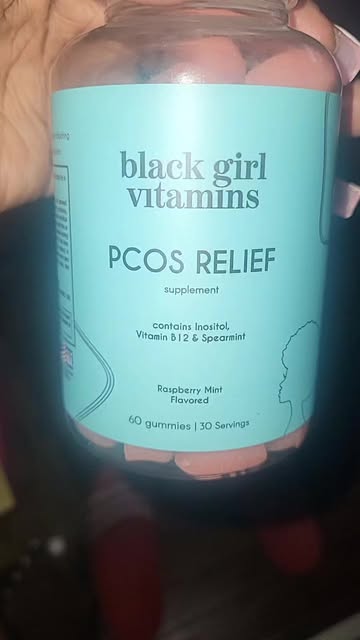 black girl
vitamins
PCOS RELIEF
supplement
contains Inositol,
Vitamin B12 & Spearmint
Raspberry Mint
Flavored
60 gummies | 30 Servings